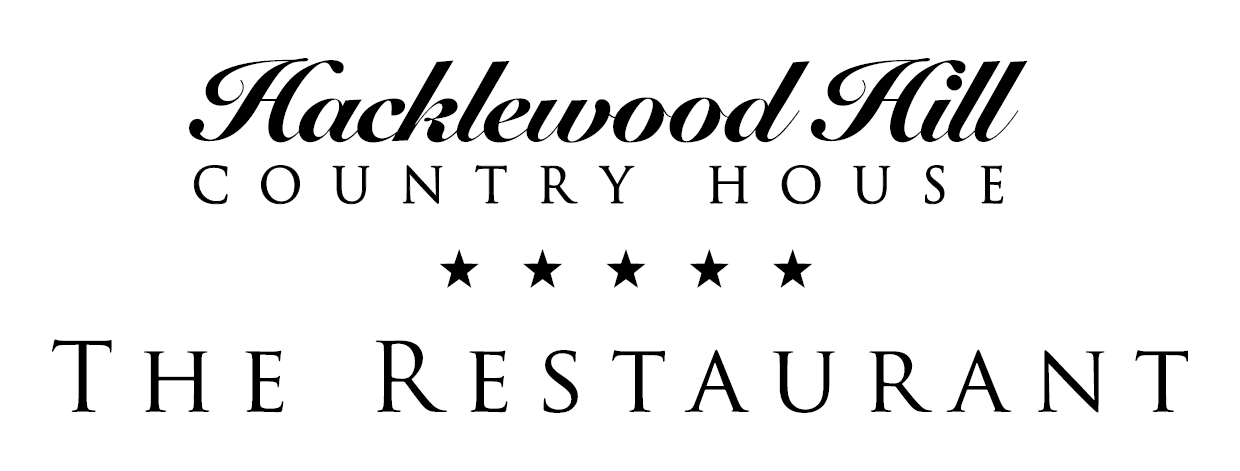 Hacklewood Hill
COUNTRY HOUSE
★ ★ ★ ★ ★
THE RESTAURANT